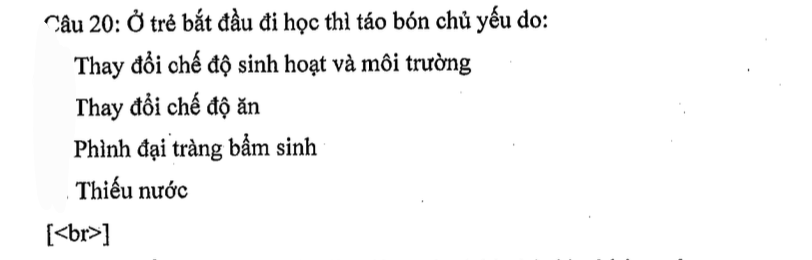 Câu 20: Ở trẻ bắt đầu đi học thì táo bón chủ yếu do:
Thay đổi chế độ sinh hoạt và môi trường
Thay đổi chế độ ăn
Phình đại tràng bẩm sinh
Thiếu nước
[<br>]